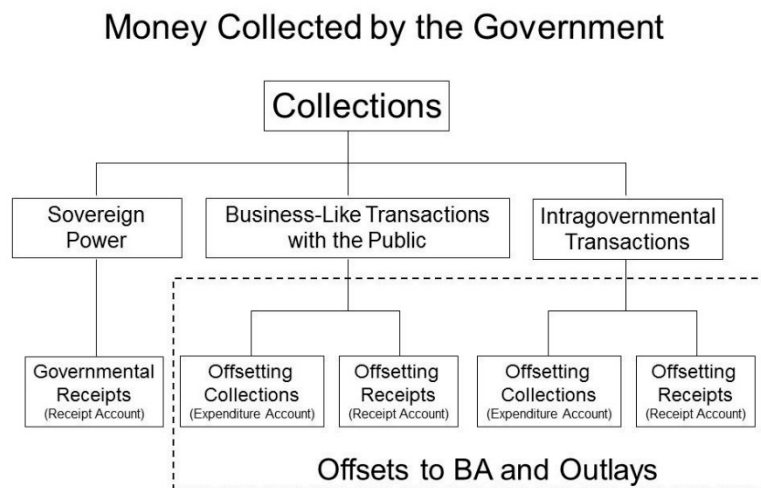 Money Collected by the Government
Collections
Sovereign
Power
Business-Like Transactions
with the Public
Intragovernmental
Transactions
Governmental
Receipts
(Receipt Account)
Offsetting
Collections
(Expenditure Account)
Offsetting
Receipts
(Receipt Account)
Offsetting
Collections
(Expenditure Account)
Offsetting
Receipts
(Receipt Account)
Offsets to BA and Outlays